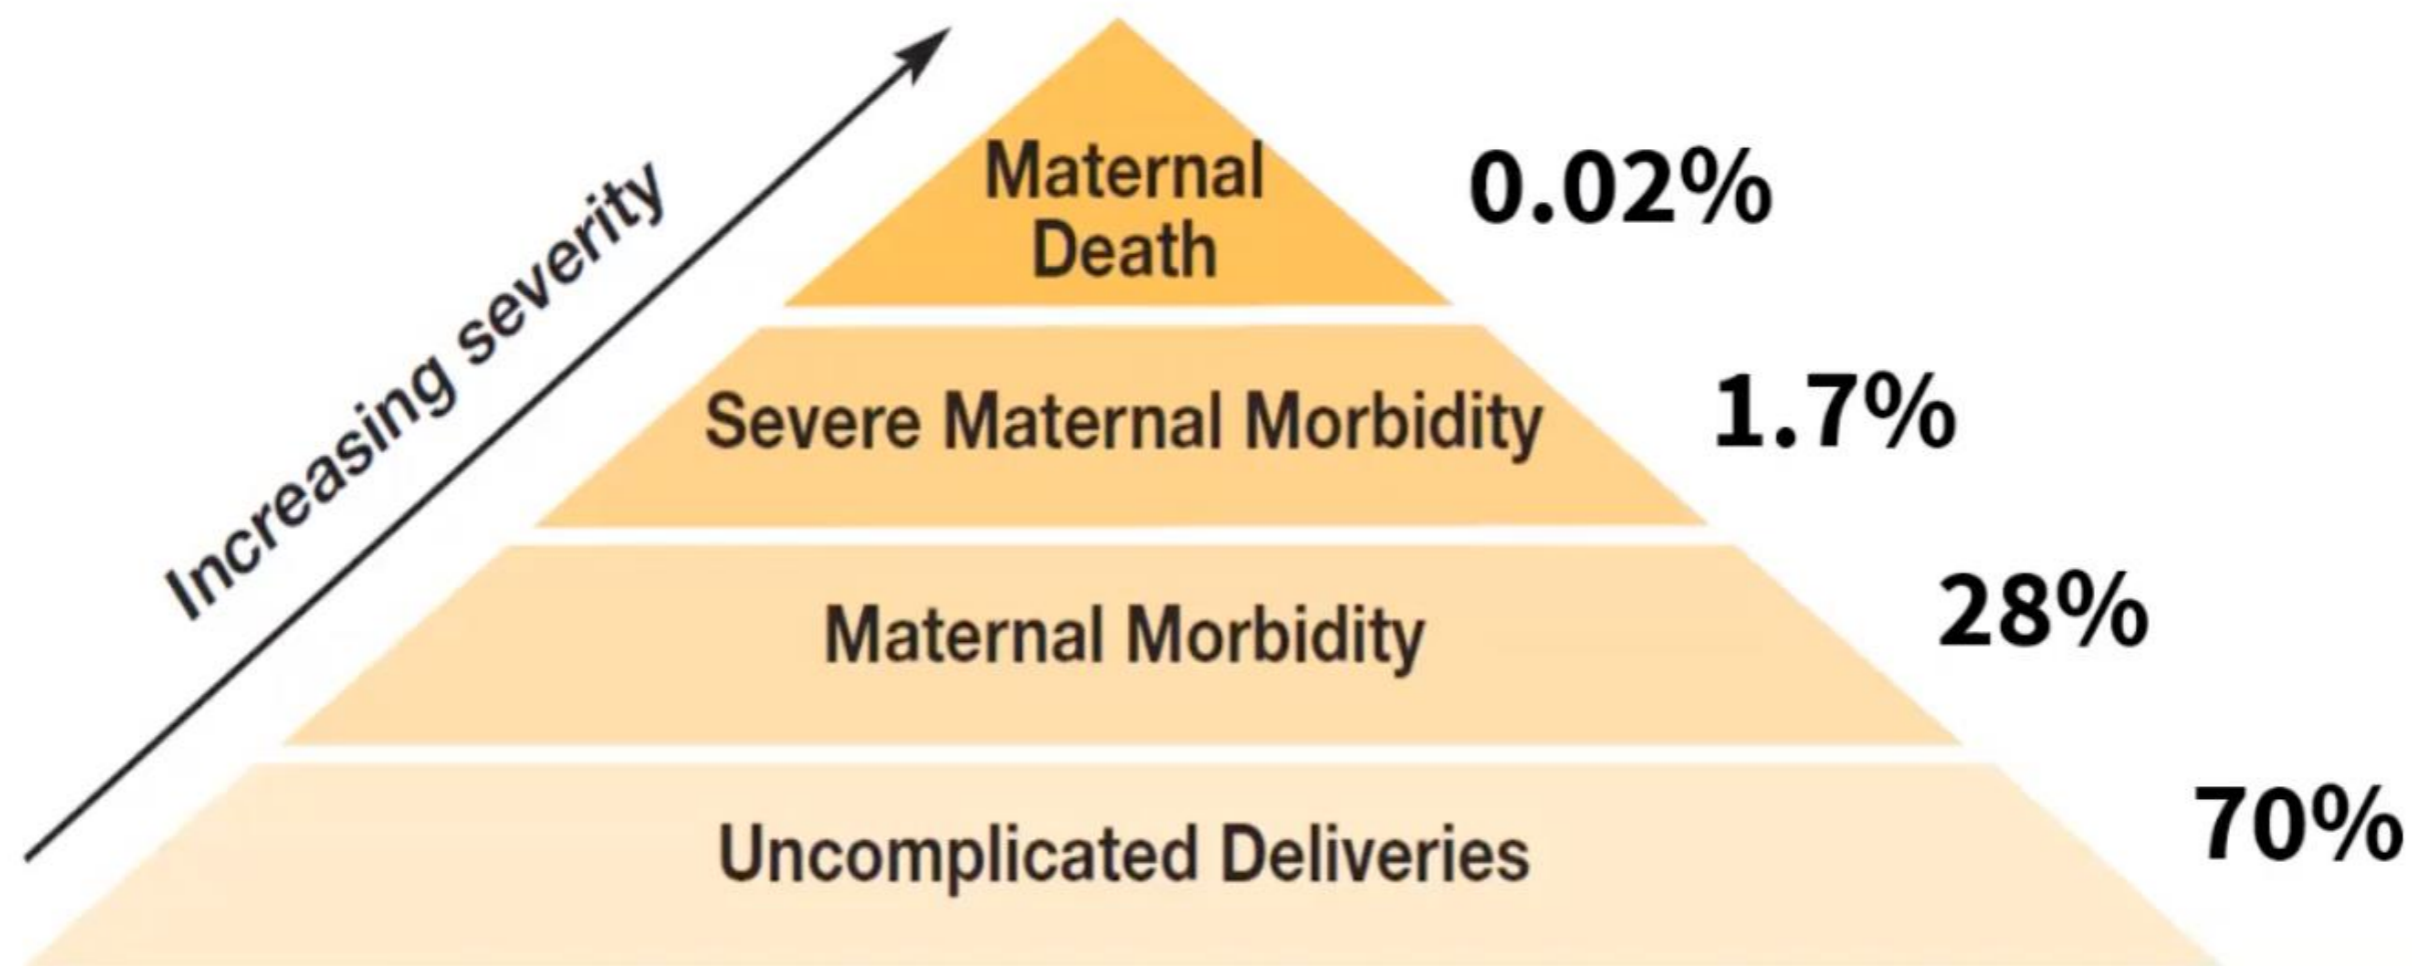 Increasing severity
Maternal
Death
0.02%
Severe Maternal Morbidity
1.7%
Maternal Morbidity
28%
Uncomplicated Deliveries
70%